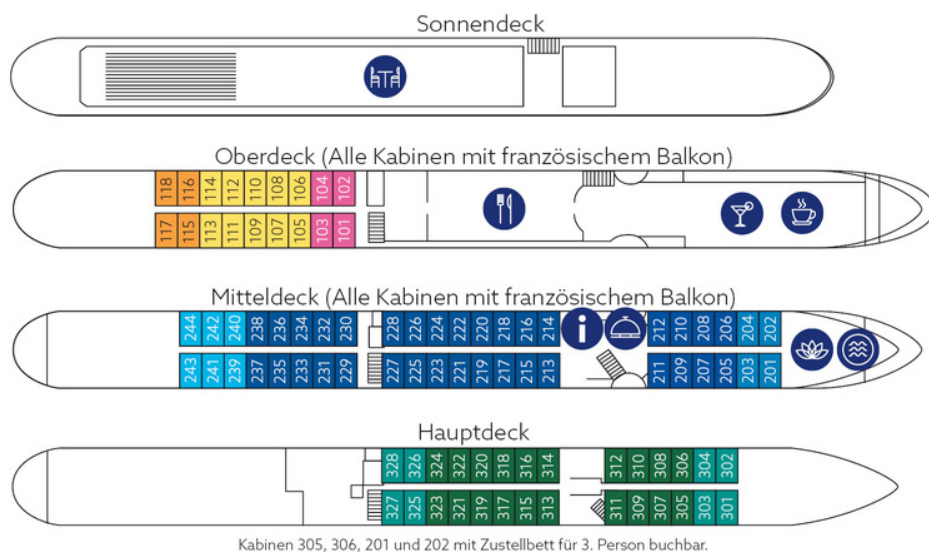 Sonnendeck
Oberdeck (Alle Kabinen mit französischem Balkon)
118 116 114 112 110 108 106 104 102
117 115 113 111 109 107 105 103 101
Mitteldeck (Alle Kabinen mit französischem Balkon)
244 242 240 238 236 234 232 230 228 226 224 222 220 218 216 214 212 210 208 206 204 202
243 241 239 237 235 233 231 229 227 225 223 221 219 217 215 213 211 209 207 205 203 201
Hauptdeck
328 326 324 322 320 318 316 314 312 310 308 306 304 302
327 325 323 321 319 317 315 313 311 309 307 305 303 301
Kabinen 305, 306, 201 und 202 mit Zustellbett für 3. Person buchbar.